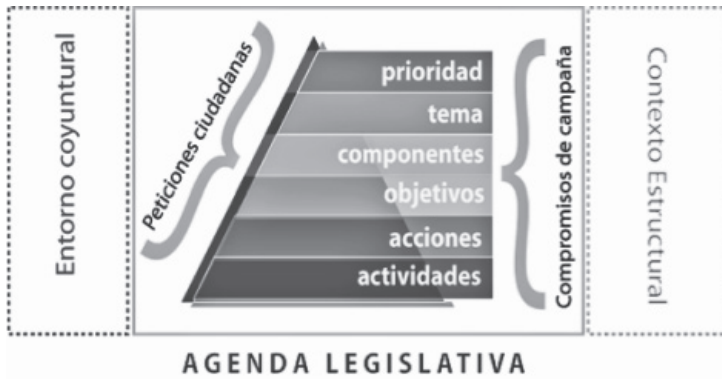 Entorno coyuntural
Peticiones ciudadanas
prioridad
tema
componentes
objetivos
acciones
actividades
Compromisos de campaña
Contexto Estructural
AGENDA LEGISLATIVA